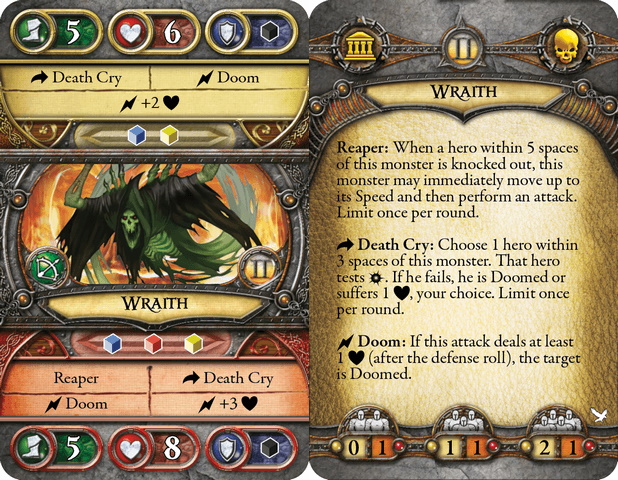 5 6
Death Cry Doom
+2
II
WRAITH
Reaper Death Cry
Doom +3
5 8
II
WRAITH
Reaper: When a hero within 5 spaces
of this monster is knocked out, this
monster may immediately move up to
its Speed and then perform an attack.
Limit once per round.
Death Cry: Choose 1 hero within
3 spaces of this monster. That hero
tests . If he fails, he is Doomed or
suffers 1 , your choice. Limit once
per round.
Doom: If this attack deals at least
1 (after the defense roll), the target
is Doomed.
0 1 1 1 2 1